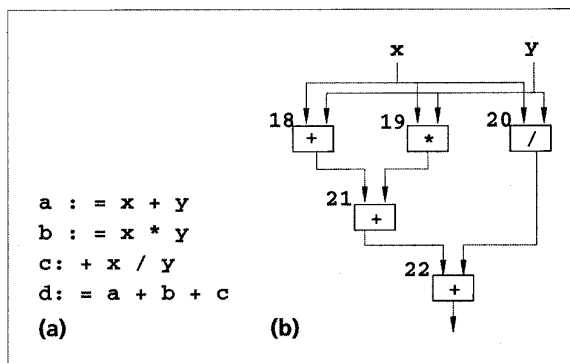 x y
18 + 19 * 20 /
21 +
22 +
a : = x + y
b : = x * y
c: + x / y
d: = a + b + c
(a) (b)